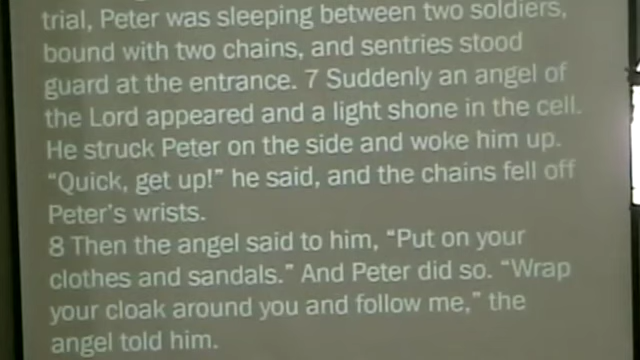 trial, Peter was sleeping between two soldiers,
bound with two chains, and sentries stood
guard at the entrance. 7 Suddenly an angel of
the Lord appeared and a light shone in the cell.
He struck Peter on the side and woke him up.
“Quick, get up!” he said, and the chains fell off
Peter’s wrists.
8 Then the angel said to him, “Put on your
clothes and sandals.” And Peter did so. “Wrap
your cloak around you and follow me,” the
angel told him.